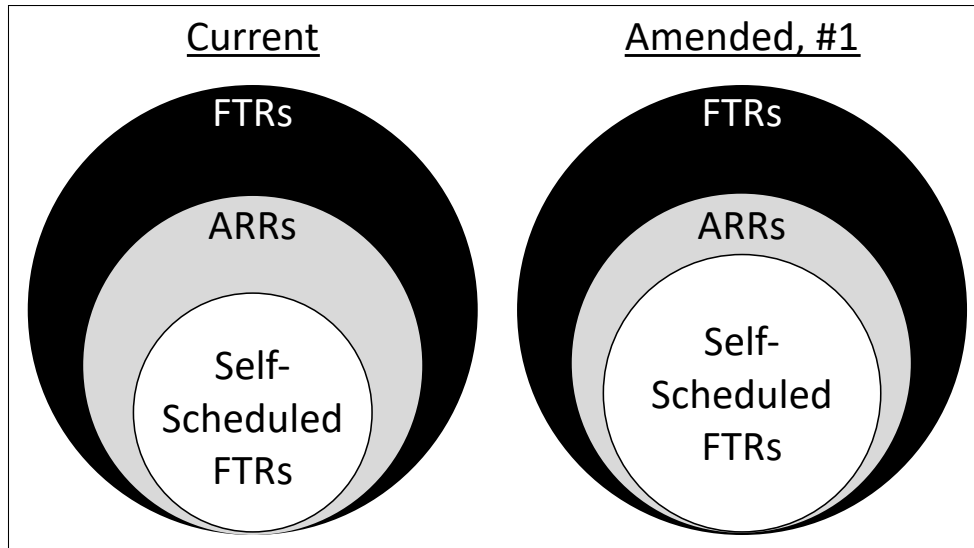 Current
FTRs
ARRs
Self-
Scheduled
FTRs
Amended, #1
FTRs
ARRs
Self-
Scheduled
FTRs